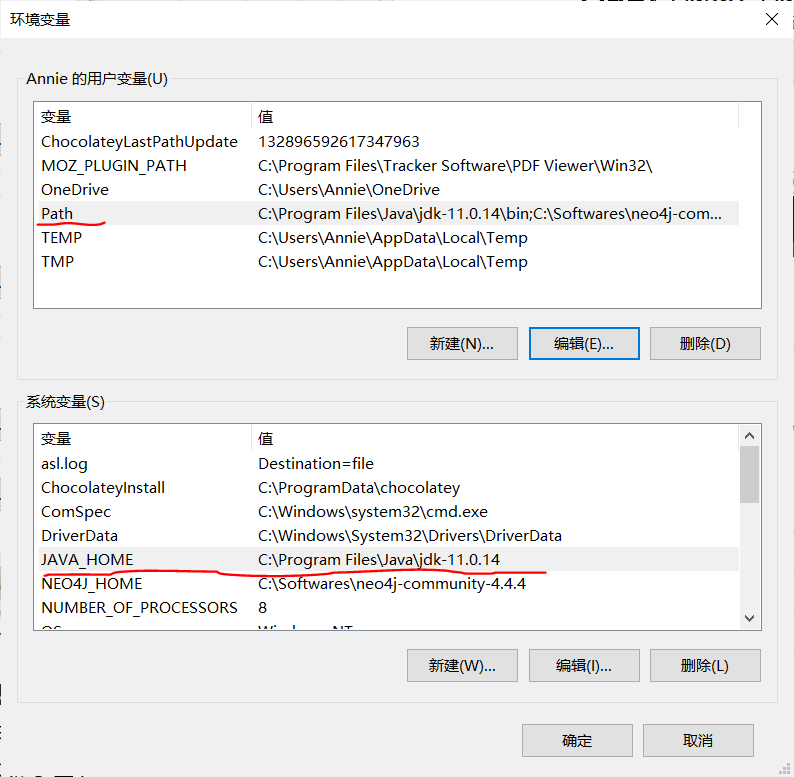 环境变量
Annie 的用户变量(U)
变量 值
ChocolateyLastPathUpdate 132896592617347963
MOZ_PLUGIN_PATH C:\Program Files\Tracker Software\PDF Viewer\Win32\
OneDrive C:\Users\Annie\OneDrive
Path C:\Program Files\Java\jdk-11.0.14\bin;C:\Softwares\neo4j-com...
TEMP C:\Users\Annie\AppData\Local\Temp
TMP C:\Users\Annie\AppData\Local\Temp
新建(N)... 编辑(E)... 删除(D)
系统变量(S)
变量 值
asl.log Destination=file
ChocolateyInstall C:\ProgramData\chocolatey
ComSpec C:\Windows\system32\cmd.exe
DriverData C:\Windows\System32\Drivers\DriverData
JAVA_HOME C:\Program Files\Java\jdk-11.0.14
NEO4J_HOME C:\Softwares\neo4j-community-4.4.4
NUMBER_OF_PROCESSORS 8
OS Windows_NT
新建(W)... 编辑(I)... 删除(L)
确定 取消